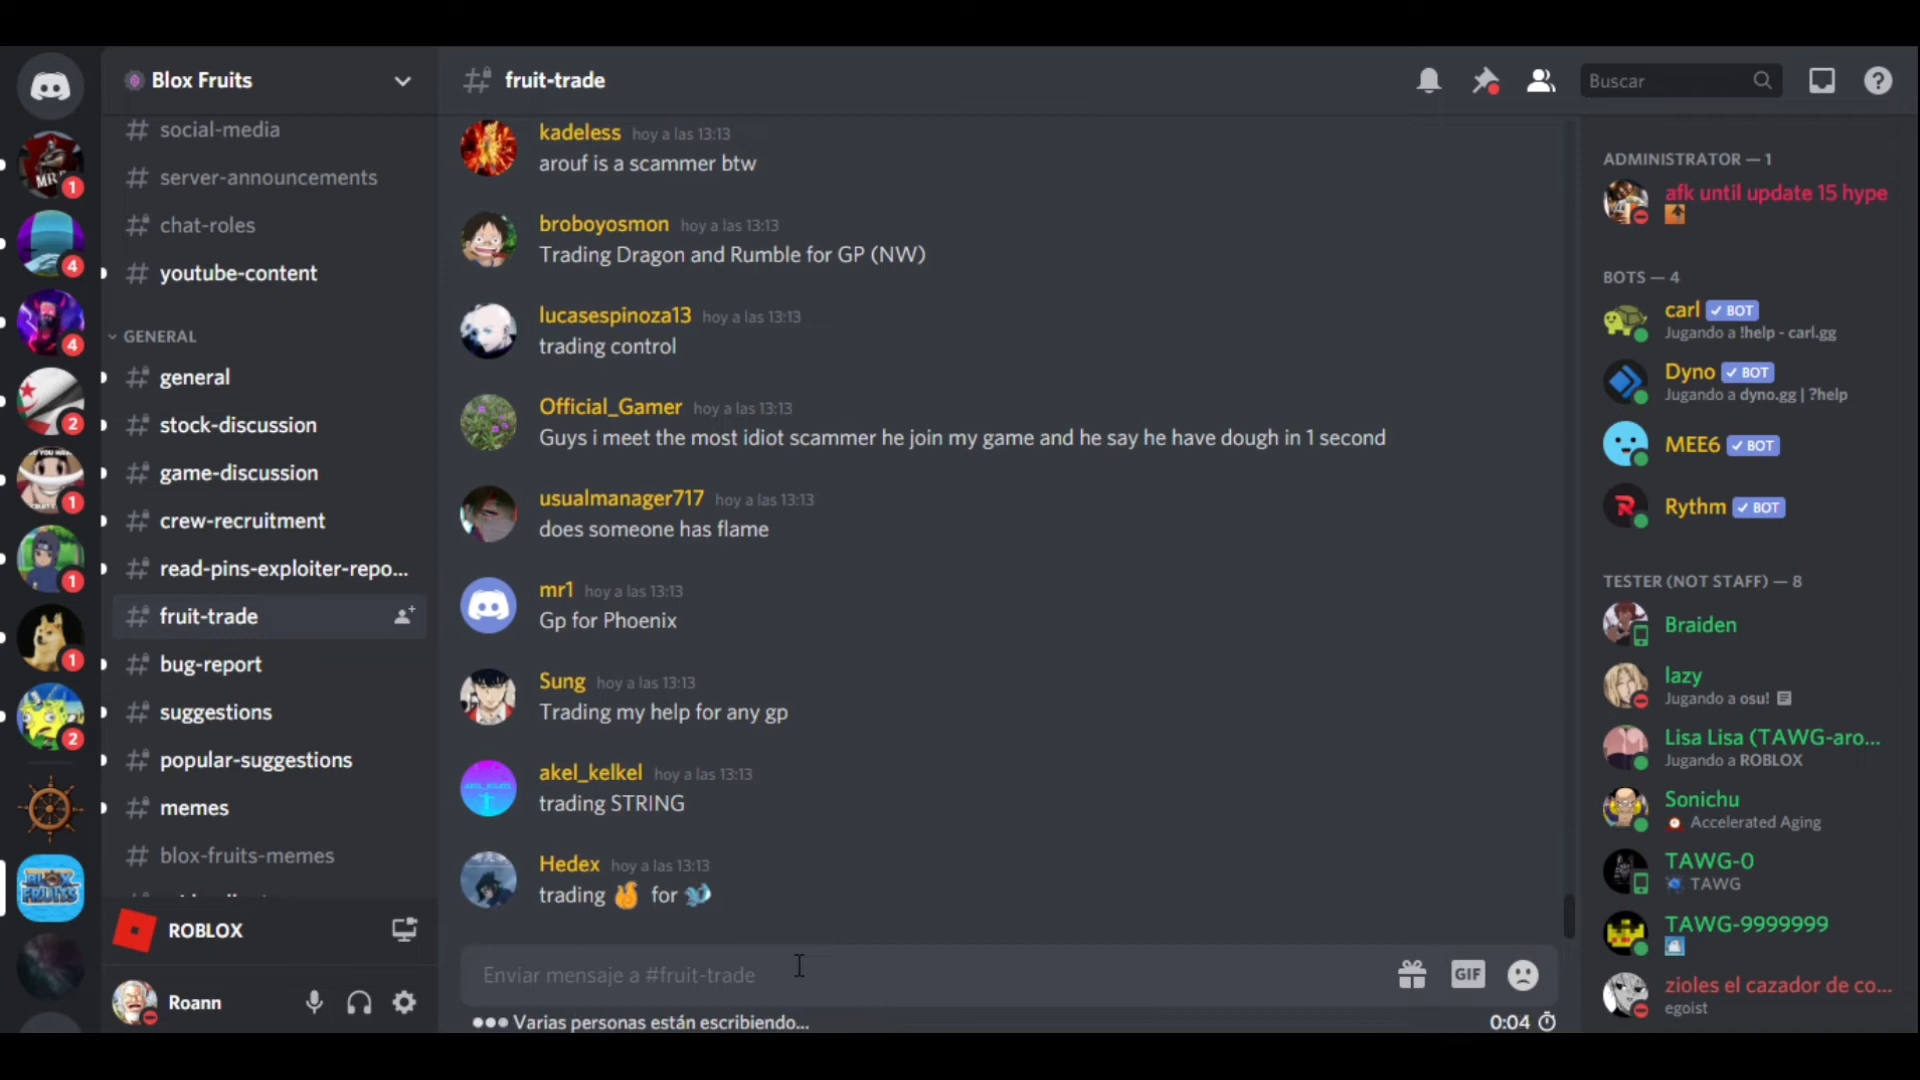 Blox Fruits
social-media
server-announcements
chat-roles
youtube-content
GENERAL
general
stock-discussion
game-discussion
crew-recruitment
read-pins-exploiter-repo...
fruit-trade
bug-report
suggestions
popular-suggestions
memes
blox-fruits-memes
ROBLOX
Roann
1
4
4
2
1
1
1
2
fruit-trade
Buscar
kadeless hoy a las 13:13
arouf is a scammer btw
broboyosmon hoy a las 13:13
Trading Dragon and Rumble for GP (NW)
lucasespinoza13 hoy a las 13:13
trading control
Official_Gamer hoy a las 13:13
Guys i meet the most idiot scammer he join my game and he say he have dough in 1 second
usualmanager717 hoy a las 13:13
does someone has flame
mr1 hoy a las 13:13
Gp for Phoenix
Sung hoy a las 13:13
Trading my help for any gp
akel_kelkel hoy a las 13:13
trading STRING
Hedex hoy a las 13:13
trading for
Enviar mensaje a #fruit-trade
GIF
Varias personas están escribiendo...
0:04
ADMINISTRATOR — 1
afk until update 15 hype
BOTS — 4
carl BOT
Jugando a !help - carl.gg
Dyno BOT
Jugando a dyno.gg | ?help
MEE6 BOT
Rythm BOT
TESTER (NOT STAFF) — 8
Braiden
lazy
Jugando a osu!
Lisa Lisa (TAWG-aro...
Jugando a ROBLOX
Sonichu
Accelerated Aging
TAWG-0
TAWG
TAWG-9999999
zioles el cazador de co...
egoist